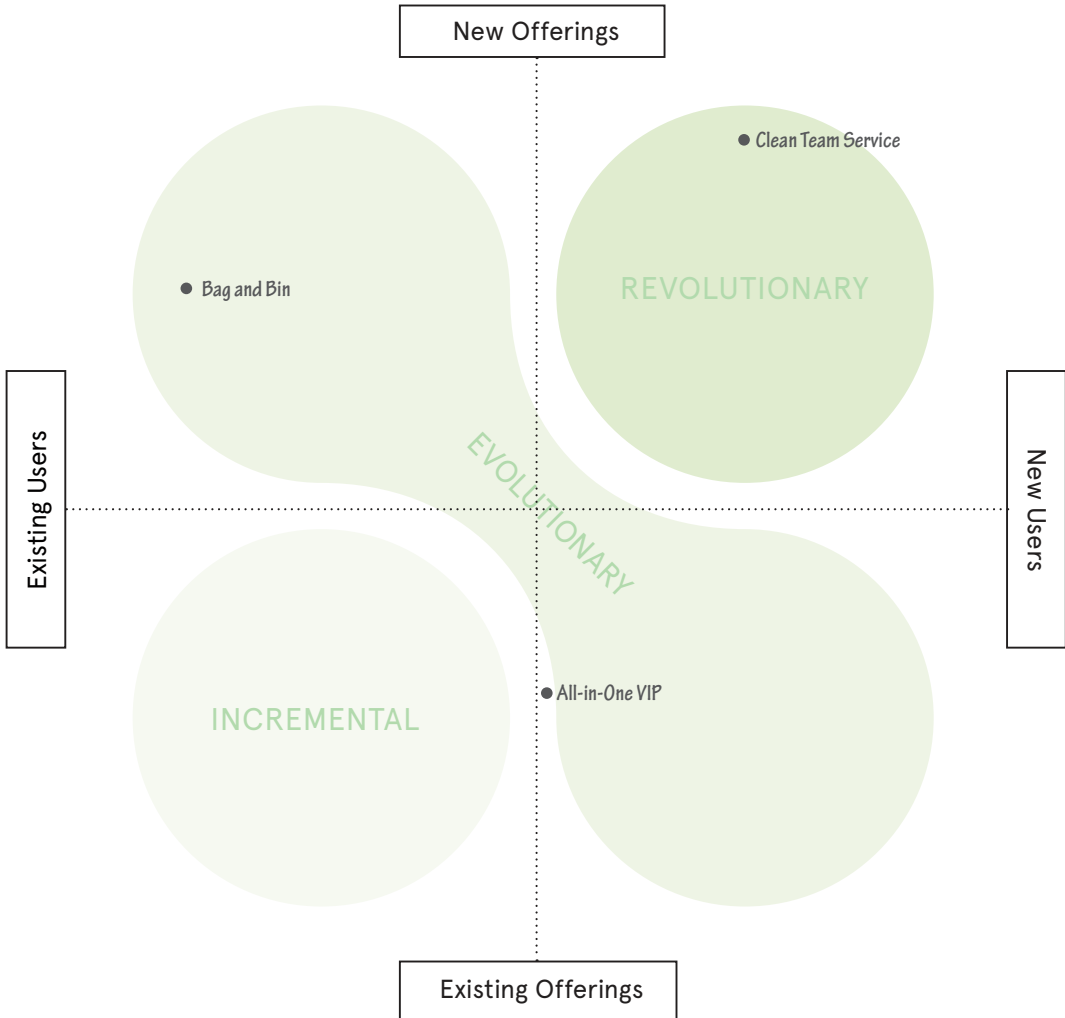 New Offerings
Clean Team Service
Bag and Bin
REVOLUTIONARY
Existing Users
EVOLUTIONARY
New Users
All-in-One VIP
INCREMENTAL
Existing Offerings